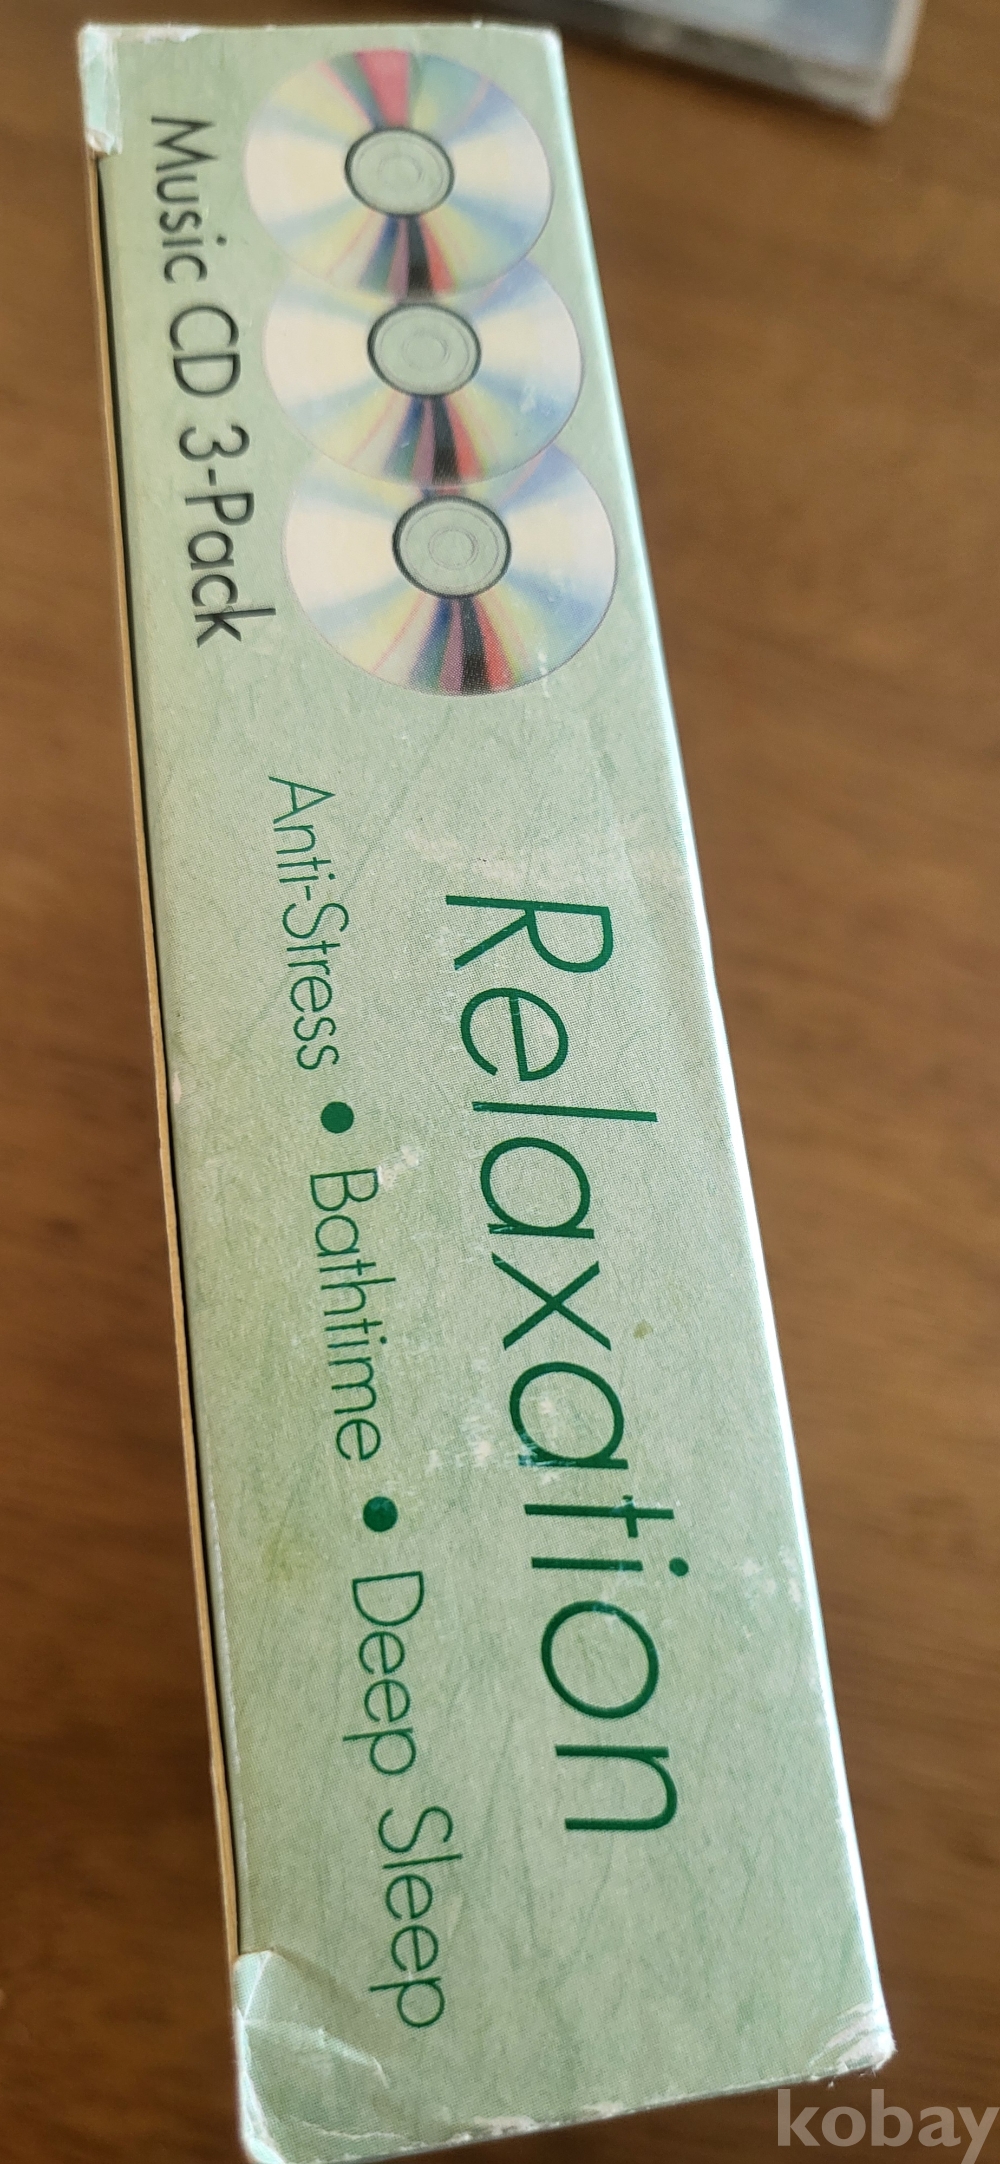 Relaxation
Anti-Stress • Bathtime • Deep Sleep
Music CD 3-Pack
kobay